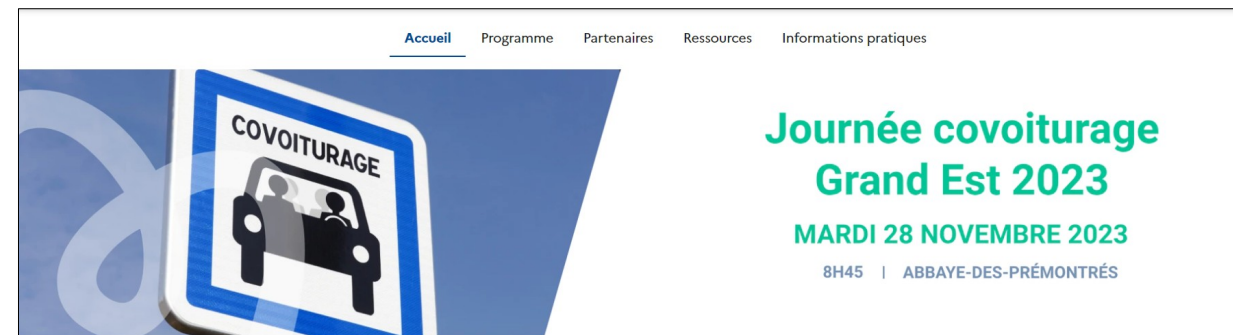 Accueil Programme Partenaires Ressources Informations pratiques
COVOITURAGE
Journée covoiturage
Grand Est 2023
MARDI 28 NOVEMBRE 2023
8H45 | ABBAYE-DES-PRÉMONTRÉS